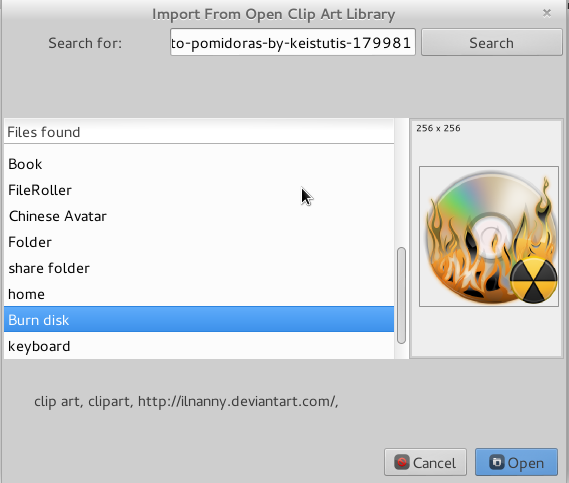 Import From Open Clip Art Library
Search for:
to-pomidoras-by-keistutis-179981
Search
Files found
256 x 256
Book
FileRoller
Chinese Avatar
Folder
share folder
home
Burn disk
keyboard
clip art, clipart, http://ilnanny.deviantart.com/,
Cancel
Open